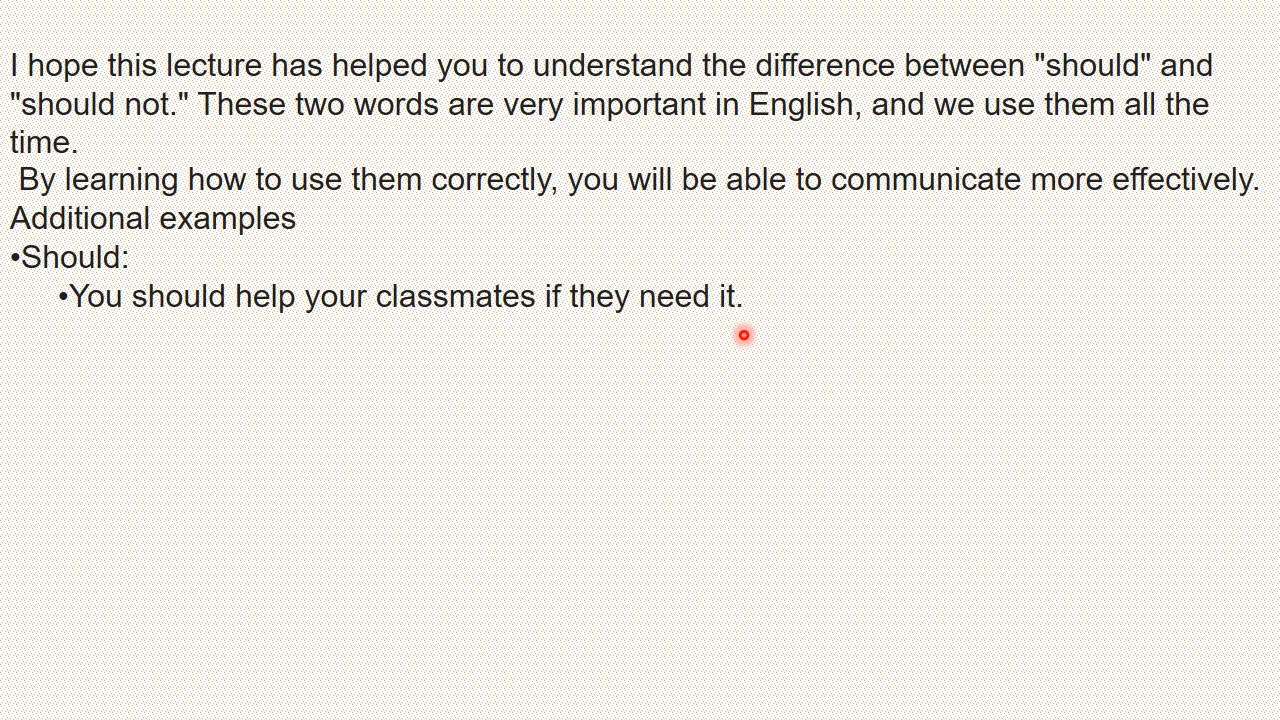 I hope this lecture has helped you to understand the difference between "should" and
"should not." These two words are very important in English, and we use them all the
time.
By learning how to use them correctly, you will be able to communicate more effectively.
Additional examples
•Should:
•You should help your classmates if they need it.